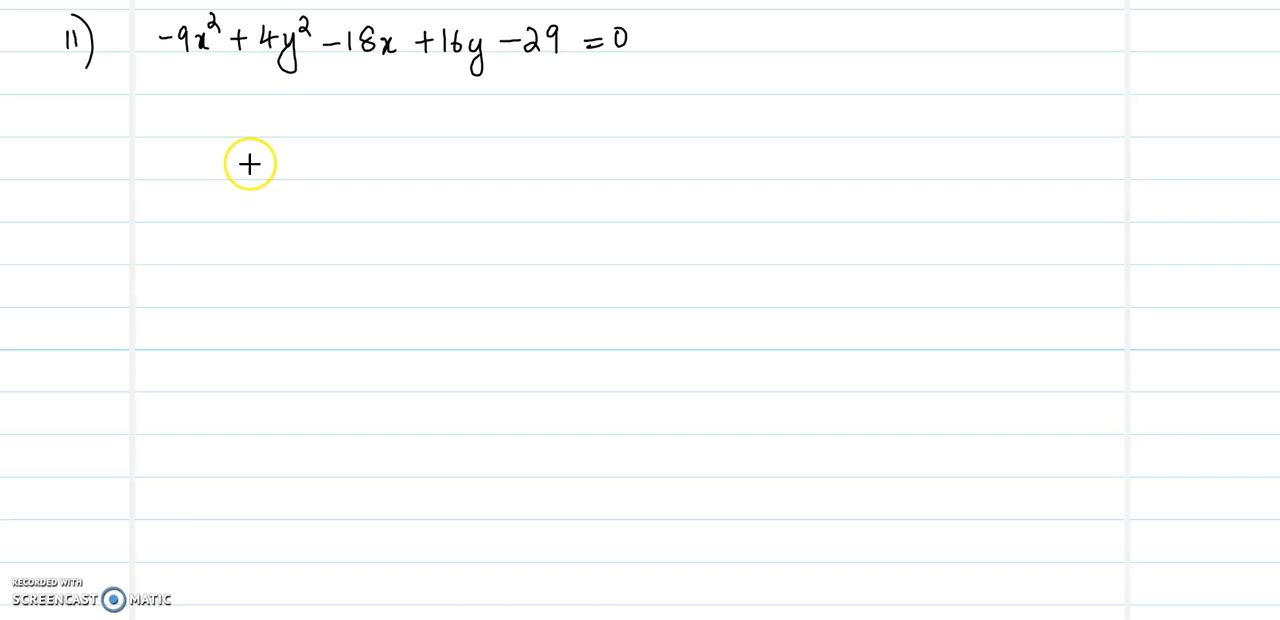 11) -9x² + 4y² - 18x + 16y - 29 = 0
RECORDED WITH
SCREENCAST MATIC